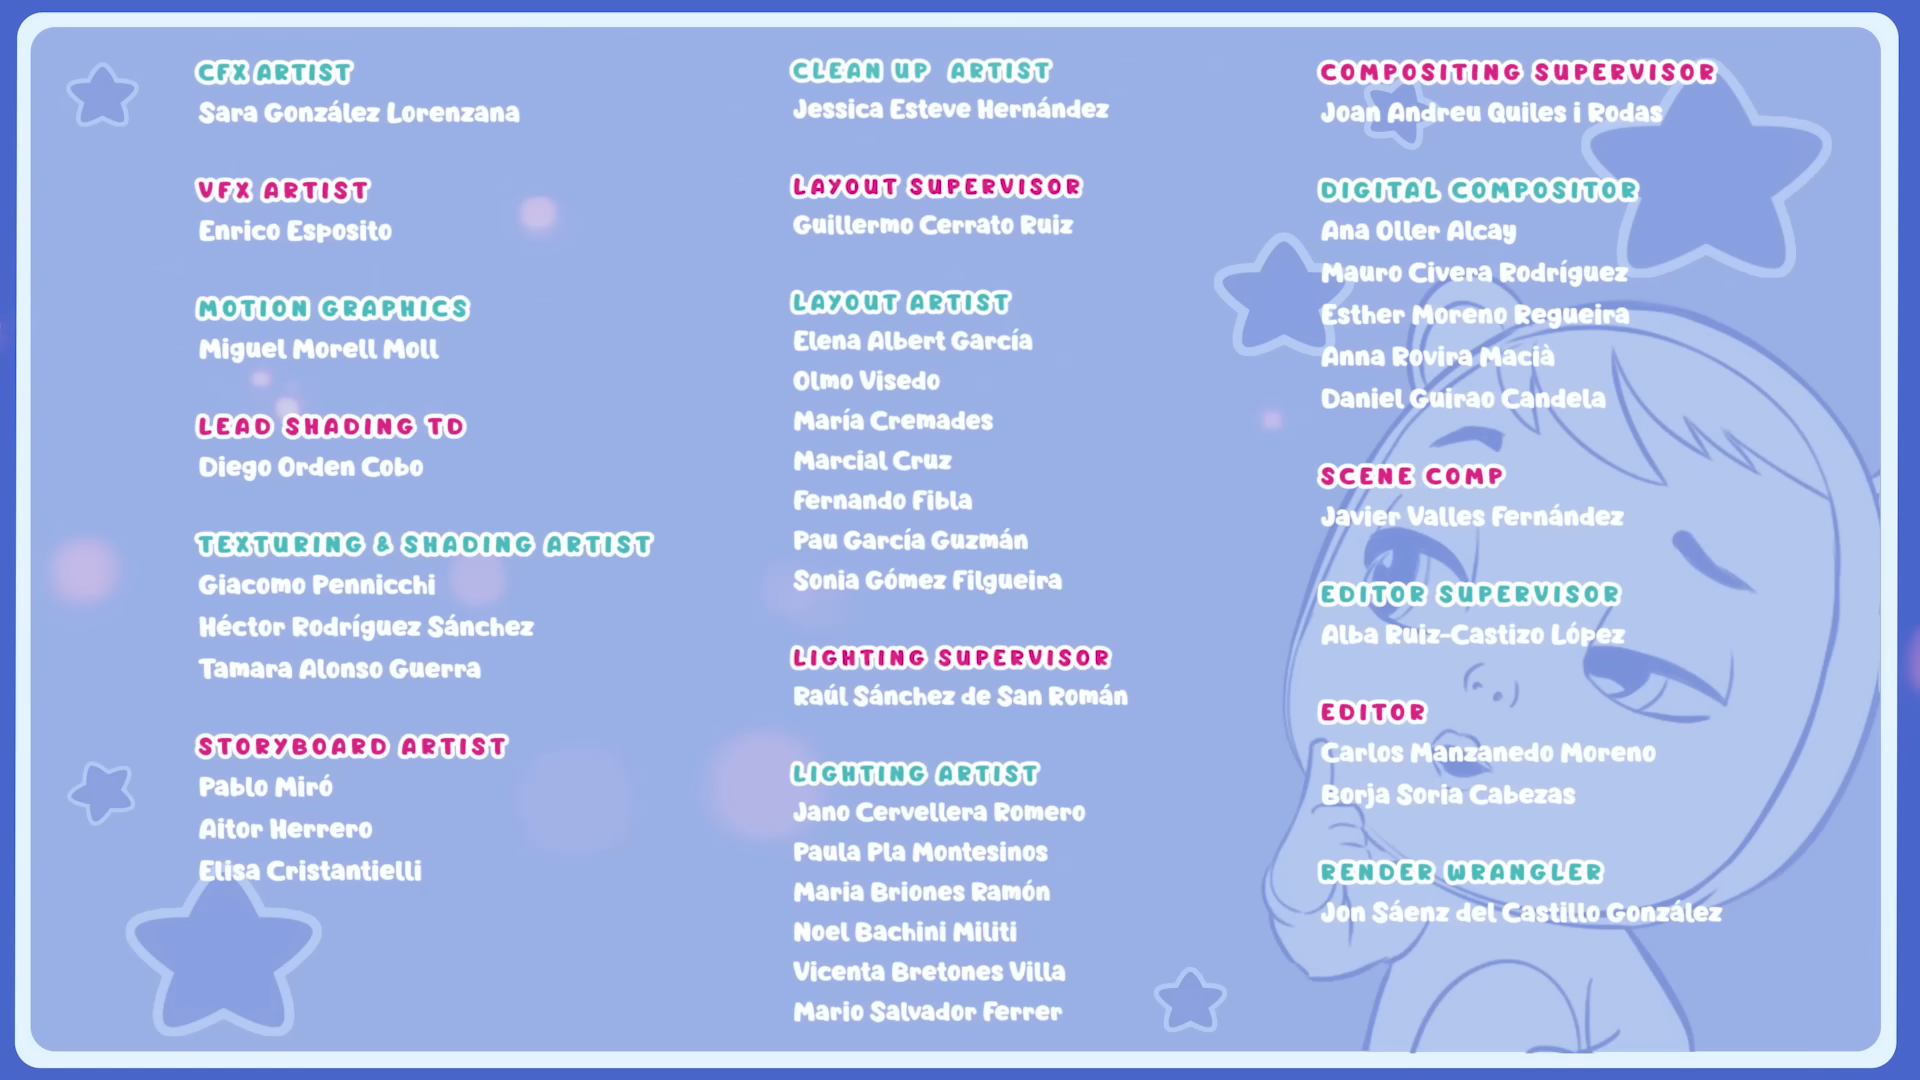 CFX ARTIST
Sara González Lorenzana
VFX ARTIST
Enrico Esposito
MOTION GRAPHICS
Miguel Morell Moll
LEAD SHADING TD
Diego Orden Cobo
TEXTURING & SHADING ARTIST
Giacomo Pennicchi
Héctor Rodríguez Sánchez
Tamara Alonso Guerra
STORYBOARD ARTIST
Pablo Miró
Aitor Herrero
Elisa Cristantielli
CLEAN UP ARTIST
Jessica Esteve Hernández
LAYOUT SUPERVISOR
Guillermo Cerrato Ruiz
LAYOUT ARTIST
Elena Albert García
Olmo Visedo
María Cremades
Marcial Cruz
Fernando Fibla
Pau García Guzmán
Sonia Gómez Filgueira
LIGHTING SUPERVISOR
Raúl Sánchez de San Román
LIGHTING ARTIST
Jano Cervellera Romero
Paula Pla Montesinos
Maria Briones Ramón
Noel Bachini Militi
Vicenta Bretones Villa
Mario Salvador Ferrer
COMPOSITING SUPERVISOR
Joan Andreu Quiles i Rodas
DIGITAL COMPOSITOR
Ana Oller Alcay
Mauro Civera Rodríguez
Esther Moreno Regueira
Anna Rovira Macià
Daniel Guirao Candela
SCENE COMP
Javier Valles Fernández
EDITOR SUPERVISOR
Alba Ruiz-Castizo López
EDITOR
Carlos Manzanedo Moreno
Borja Soria Cabezas
RENDER WRANGLER
Jon Sáenz del Castillo González